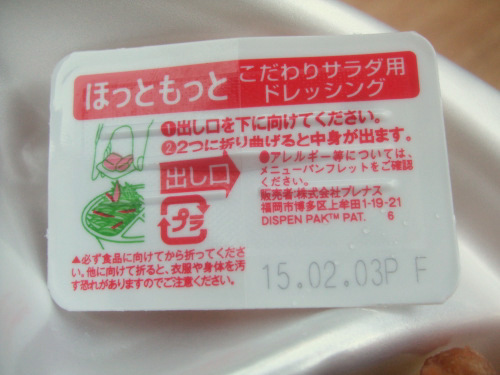 ほっともっと
こだわりサラダ用
ドレッシング
①出し口を下に向けてください。
②2つに折り曲げると中身が出ます。
出し口
プラ
●アレルギー等については、
メニューパンフレットをご確認
ください。
販売者:株式会社プレナス
福岡市博多区上牟田1-19-21
DISPEN PAK™ PAT. 6
▲必ず食品に向けてから折ってくださ
い。他に向けて折ると、衣服や身体を汚
す恐れがありますのでご注意ください。
15.02.03P F